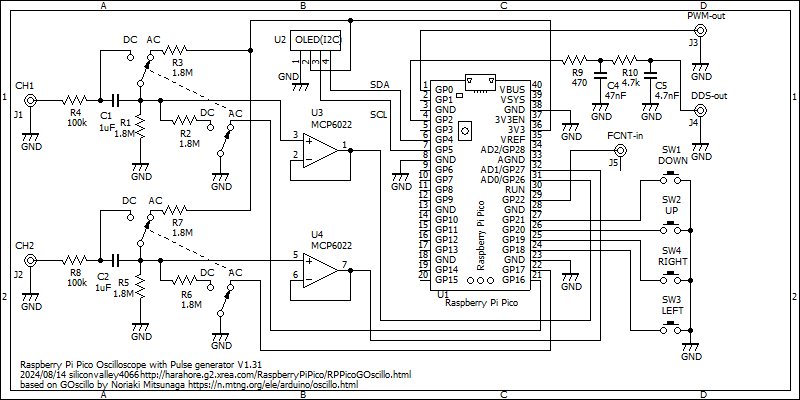 A B C D
PWM-out
J3
GND
DC AC
R3
1.8M
U2 OLED(I2C)
1 2 3 4
GND
SDA
SCL
R9
470
R10
4.7k
C4
47nF
C5
4.7nF
GND
GND
DDS-out
J4
GND
CH1
J1
GND
R4
100k
C1
1uF
R1
1.8M
GND
R2
1.8M
DC AC
GND
U3
MCP6022
3
2
1
1 GP0 VBUS 40
2 GP1 VSYS 39
3 GND GND 38
4 GP2 3V3EN 37
5 GP3 3V3 36
6 GP4 VREF 35
7 GP5 AD2/GP28 34
8 GND AGND 33
9 GP6 AD1/GP27 32
10 GP7 AD0/GP26 31
11 GP8 RUN 30
12 GP9 GP22 29
13 GND GND 28
14 GP10 GP21 27
15 GP11 GP20 26
16 GP12 GP19 25
17 GP13 GP18 24
18 GND GND 23
19 GP14 GP17 22
20 GP15 GP16 21
Raspberry Pi Pico
U1
Raspberry Pi Pico
GND
GND
GND
FCNT-in
J5
SW1
DOWN
SW2
UP
SW4
RIGHT
SW3
LEFT
GND
DC AC
R7
1.8M
CH2
J2
GND
R8
100k
C2
1uF
R5
1.8M
GND
R6
1.8M
DC AC
GND
U4
MCP6022
5
6
7
1
2
1
2
Raspberry Pi Pico Oscilloscope with Pulse generator V1.31
2024/08/14 siliconvalley4066http://harahore.g2.xrea.com/RaspberryPiPico/RPPicoGOscillo.html
based on GOscillo by Noriaki Mitsunaga https://n.mtng.org/ele/arduino/oscillo.html
A B C D